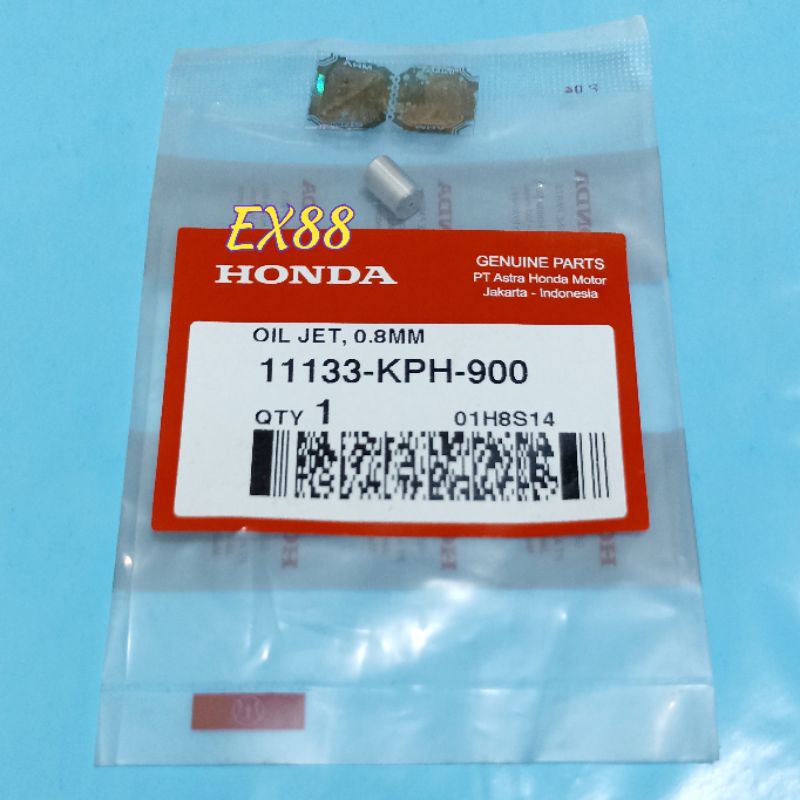 AHM
EX88
HONDA
GENUINE PARTS
PT Astra Honda Motor
Jakarta - Indonesia
OIL JET, 0.8MM
11133-KPH-900
QTY 1
01H8S14